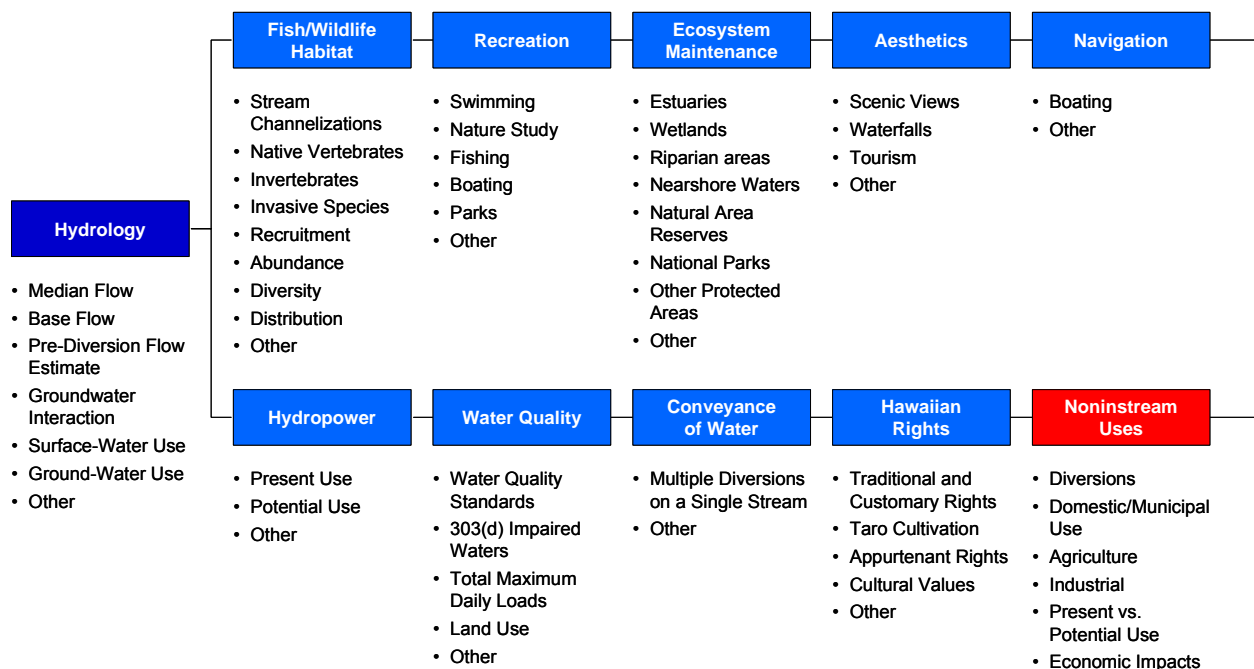 Fish/Wildlife
Habitat
Recreation
Ecosystem
Maintenance
Aesthetics
Navigation
• Stream
Channelizations
• Native Vertebrates
• Invertebrates
• Invasive Species
• Recruitment
• Abundance
• Diversity
• Distribution
• Other
• Swimming
• Nature Study
• Fishing
• Boating
• Parks
• Other
• Estuaries
• Wetlands
• Riparian areas
• Nearshore Waters
• Natural Area
Reserves
• National Parks
• Other Protected
Areas
• Other
• Scenic Views
• Waterfalls
• Tourism
• Other
• Boating
• Other
Hydrology
• Median Flow
• Base Flow
• Pre-Diversion Flow
Estimate
• Groundwater
Interaction
• Surface-Water Use
• Ground-Water Use
• Other
Hydropower
Water Quality
Conveyance
of Water
Hawaiian
Rights
Noninstream
Uses
• Present Use
• Potential Use
• Other
• Water Quality
Standards
• 303(d) Impaired
Waters
• Total Maximum
Daily Loads
• Land Use
• Other
• Multiple Diversions
on a Single Stream
• Other
• Traditional and
Customary Rights
• Taro Cultivation
• Appurtenant Rights
• Cultural Values
• Other
• Diversions
• Domestic/Municipal
Use
• Agriculture
• Industrial
• Present vs.
Potential Use
• Economic Impacts